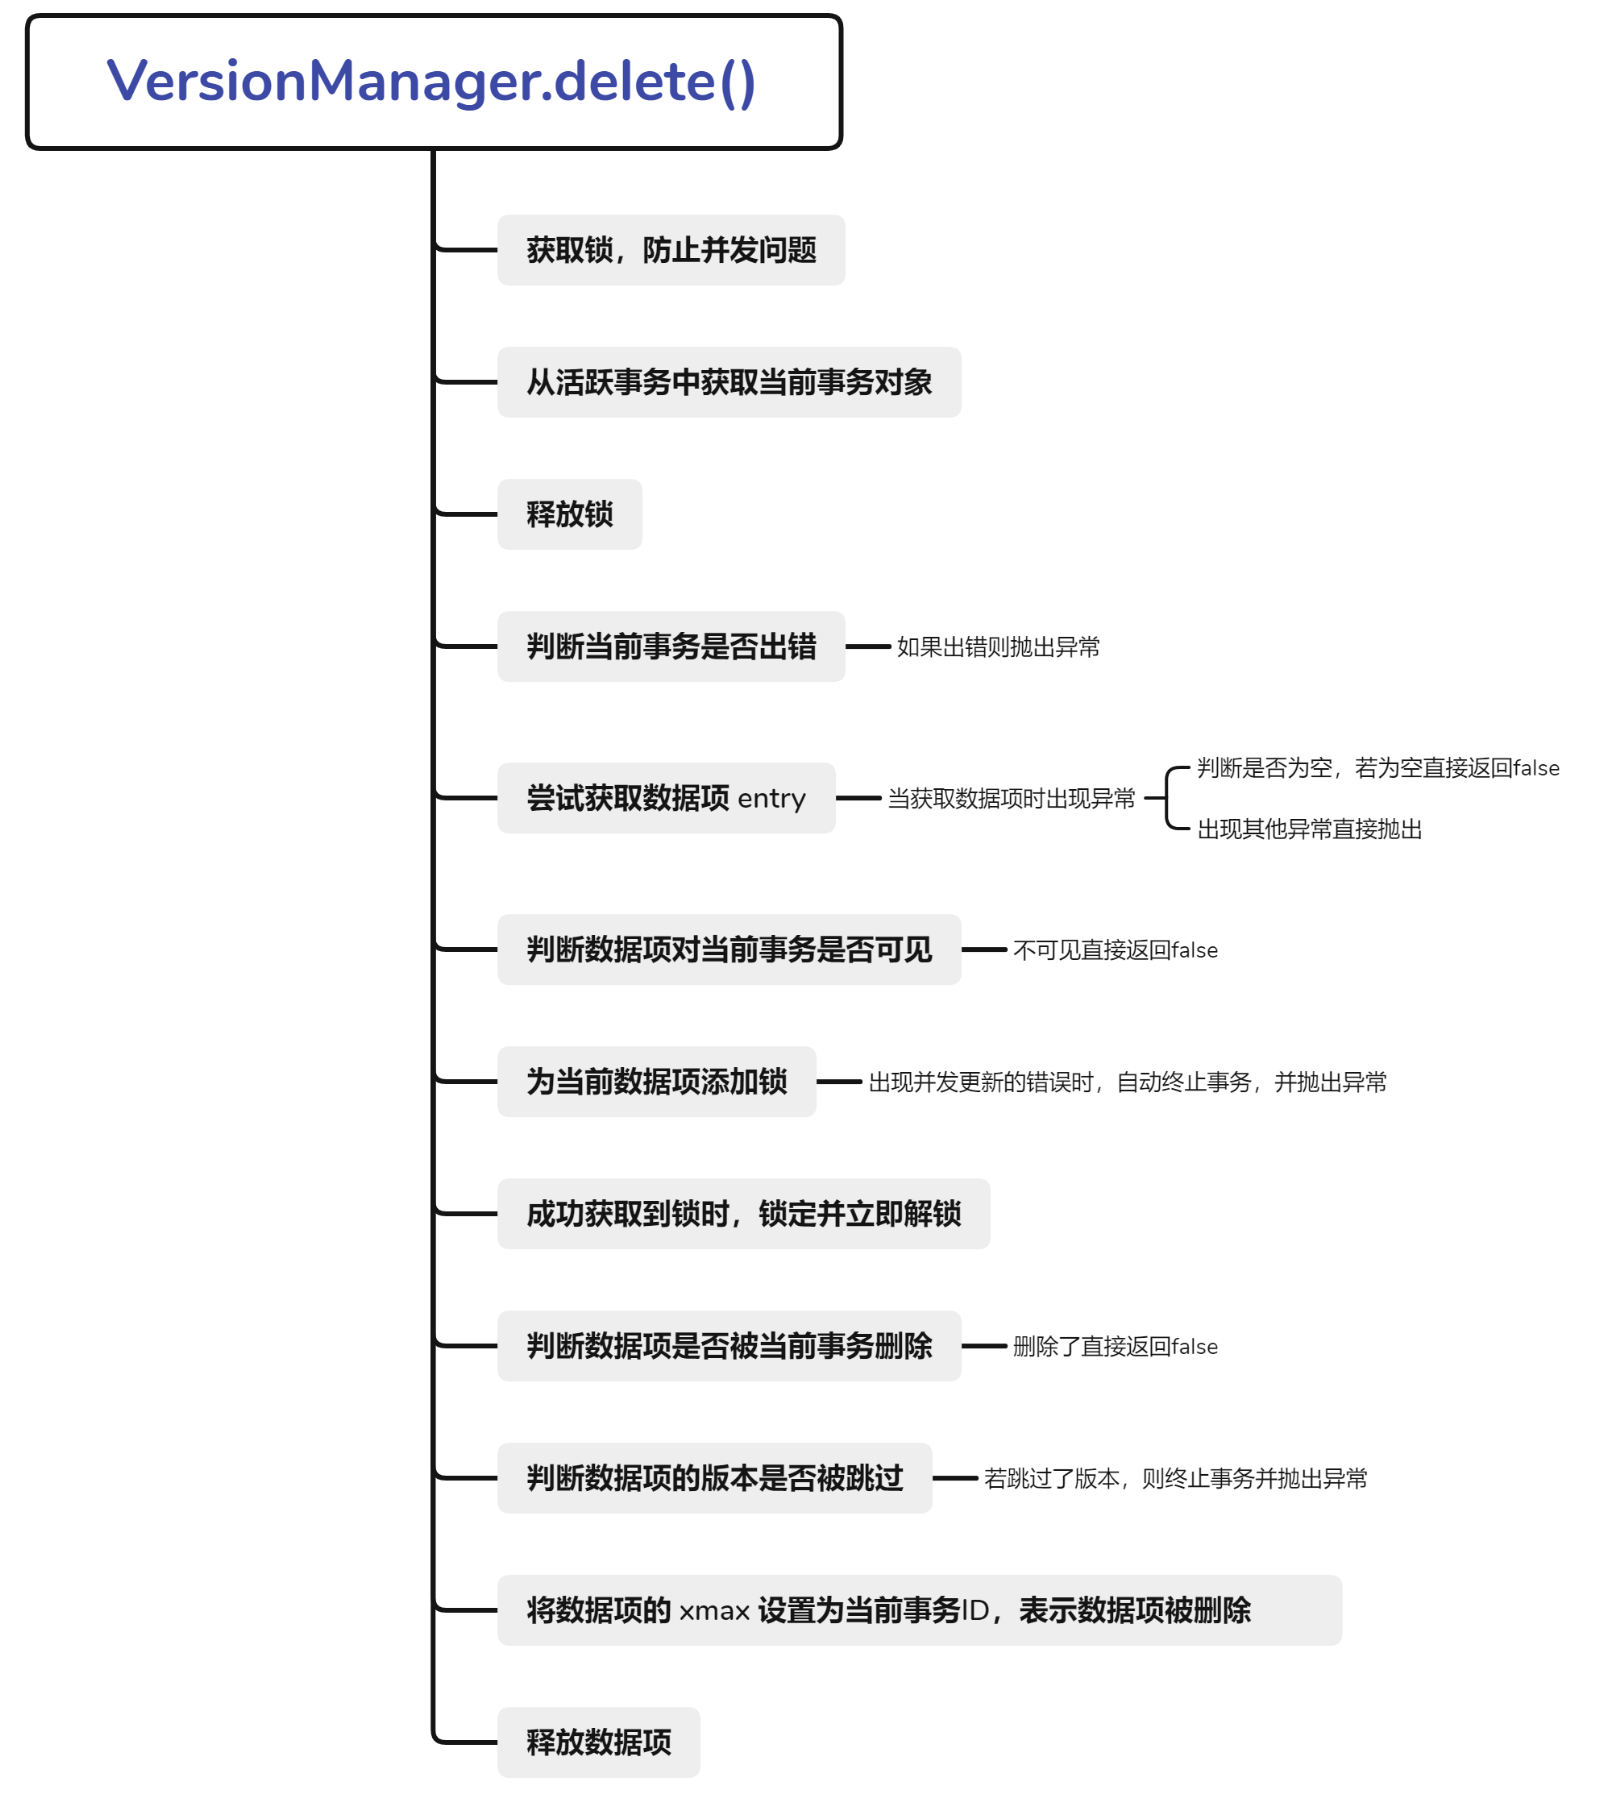 VersionManager.delete()
获取锁，防止并发问题
从活跃事务中获取当前事务对象
释放锁
判断当前事务是否出错
如果出错则抛出异常
尝试获取数据项 entry
当获取数据项时出现异常
判断是否为空，若为空直接返回false
出现其他异常直接抛出
判断数据项对当前事务是否可见
不可见直接返回false
为当前数据项添加锁
出现并发更新的错误时，自动终止事务，并抛出异常
成功获取到锁时，锁定并立即解锁
判断数据项是否被当前事务删除
删除了直接返回false
判断数据项的版本是否被跳过
若跳过了版本，则终止事务并抛出异常
将数据项的 xmax 设置为当前事务ID，表示数据项被删除
释放数据项